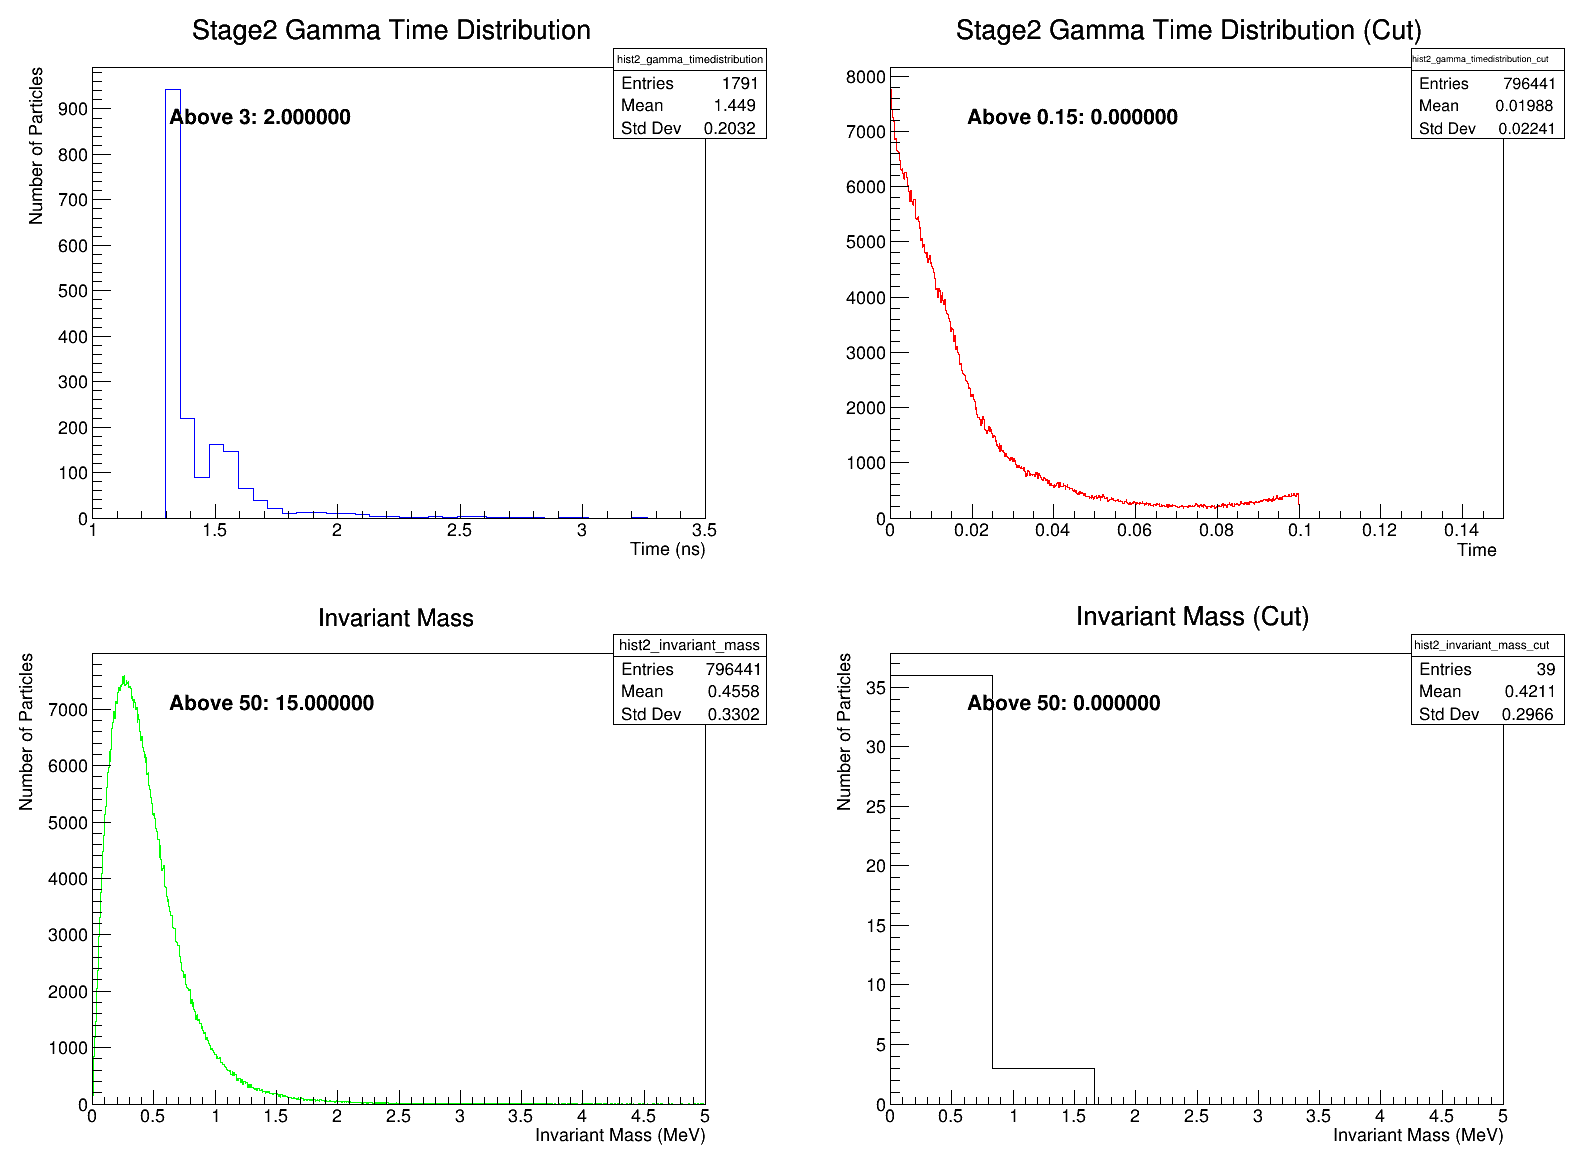 Stage2 Gamma Time Distribution
hist2_gamma_timedistribution
Entries 1791
Mean 1.449
Std Dev 0.2032
Above 3: 2.000000
Number of Particles
900
800
700
600
500
400
300
200
100
0
1 1.5 2 2.5 3 3.5
Time (ns)
Stage2 Gamma Time Distribution (Cut)
hist2_gamma_timedistribution_cut
Entries 796441
Mean 0.01988
Std Dev 0.02241
Above 0.15: 0.000000
8000
7000
6000
5000
4000
3000
2000
1000
0
0 0.02 0.04 0.06 0.08 0.1 0.12 0.14
Time
Invariant Mass
hist2_invariant_mass
Entries 796441
Mean 0.4558
Std Dev 0.3302
Above 50: 15.000000
Number of Particles
7000
6000
5000
4000
3000
2000
1000
0
0 0.5 1 1.5 2 2.5 3 3.5 4 4.5 5
Invariant Mass (MeV)
Invariant Mass (Cut)
hist2_invariant_mass_cut
Entries 39
Mean 0.4211
Std Dev 0.2966
Above 50: 0.000000
Number of Particles
35
30
25
20
15
10
5
0
0 0.5 1 1.5 2 2.5 3 3.5 4 4.5 5
Invariant Mass (MeV)